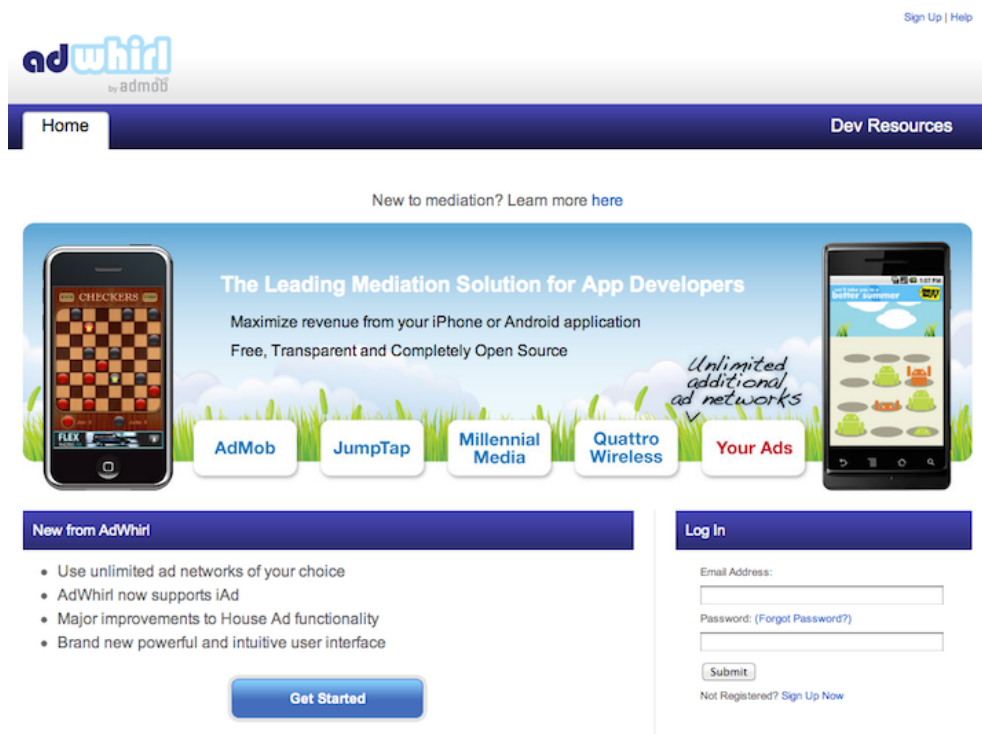 Sign Up | Help
adwhirl
by admob
Home
Dev Resources
New to mediation? Learn more here
The Leading Mediation Solution for App Developers
Maximize revenue from your iPhone or Android application
Free, Transparent and Completely Open Source
Unlimited
additional
ad networks
CHECKERS
FLEX
1:07 PM
better summer
AdMob
JumpTap
Millennial
Media
Quattro
Wireless
Your Ads
New from AdWhirl
Use unlimited ad networks of your choice
AdWhirl now supports iAd
Major improvements to House Ad functionality
Brand new powerful and intuitive user interface
Get Started
Log In
Email Address:
Password: (Forgot Password?)
Submit
Not Registered? Sign Up Now